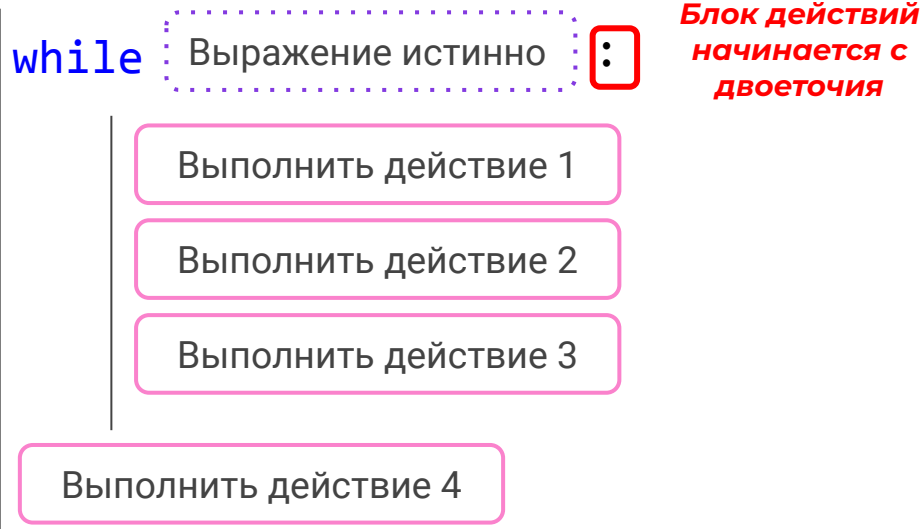 while Выражение истинно :
Блок действий
начинается с
двоеточия
Выполнить действие 1
Выполнить действие 2
Выполнить действие 3
Выполнить действие 4